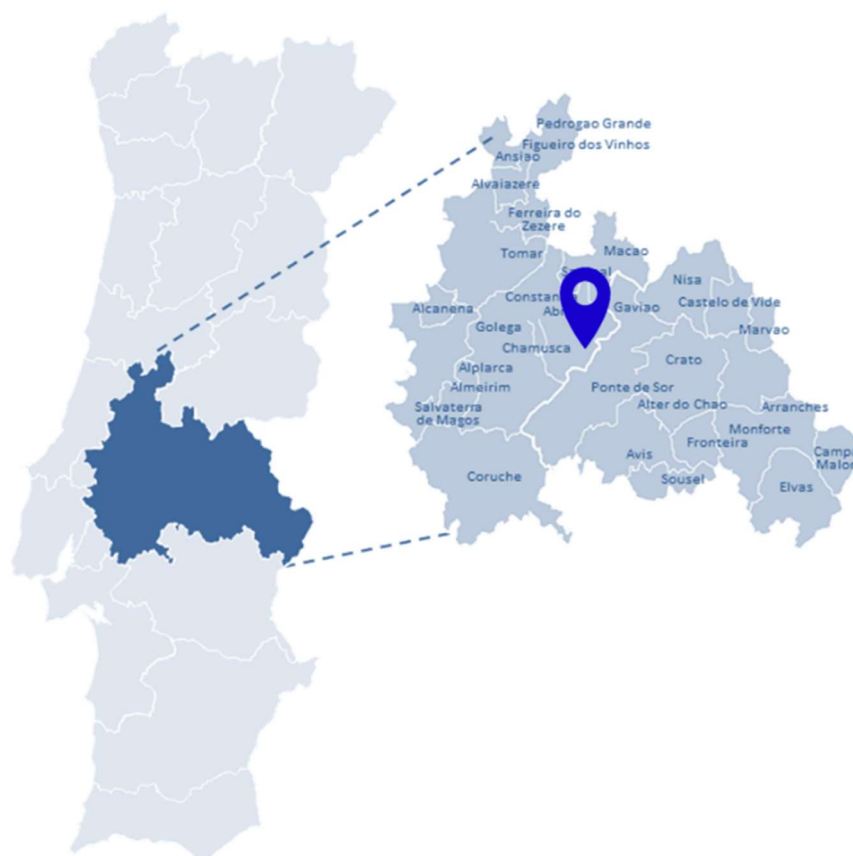 Pedrogao Grande
Figueiro dos Vinhos
Ansiao
Alvaiazere
Ferreira do
Zezere
Tomar
Macao
Nisa
Alcanena
Gaviao
Castelo de Vide
Golega
Marvao
Chamusca
Crato
Alplarca
Almeirim
Ponte de Sor
Salvaterra
de Magos
Alter do Chao
Arranches
Monforte
Fronteira
Avis
Coruche
Sousel
Elvas